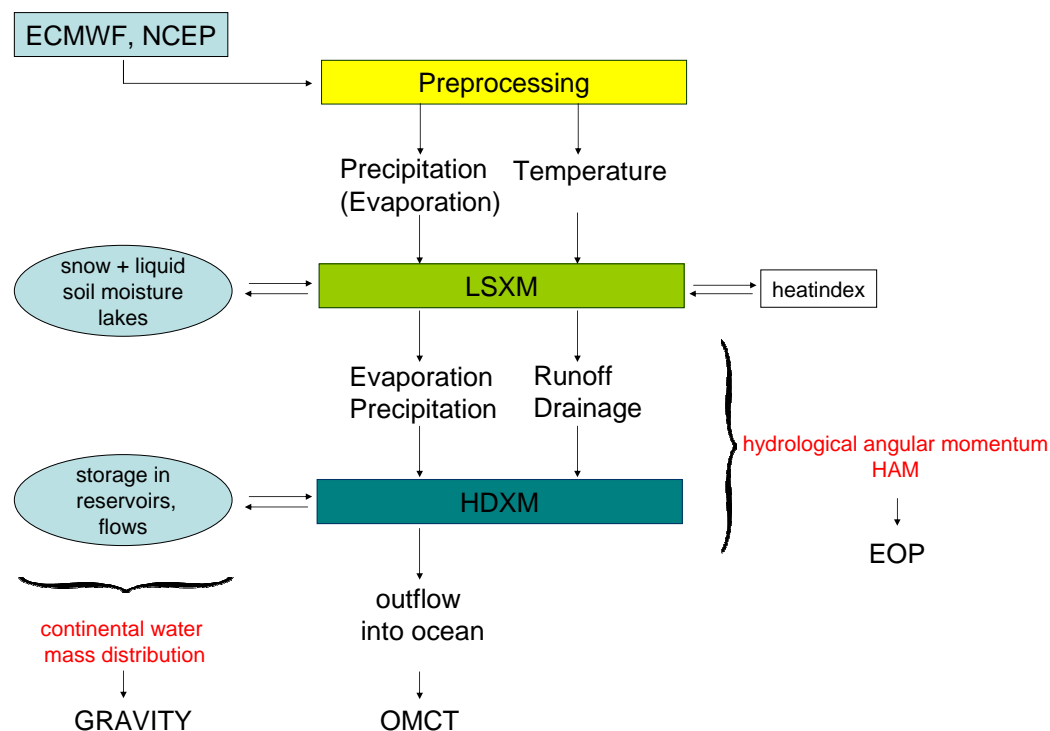 ECMWF, NCEP
Preprocessing
Precipitation
(Evaporation)
Temperature
snow + liquid
soil moisture
lakes
LSXM
heatindex
Evaporation
Precipitation
Runoff
Drainage
hydrological angular momentum
HAM
EOP
storage in
reservoirs,
flows
HDXM
continental water
mass distribution
GRAVITY
outflow
into ocean
OMCT